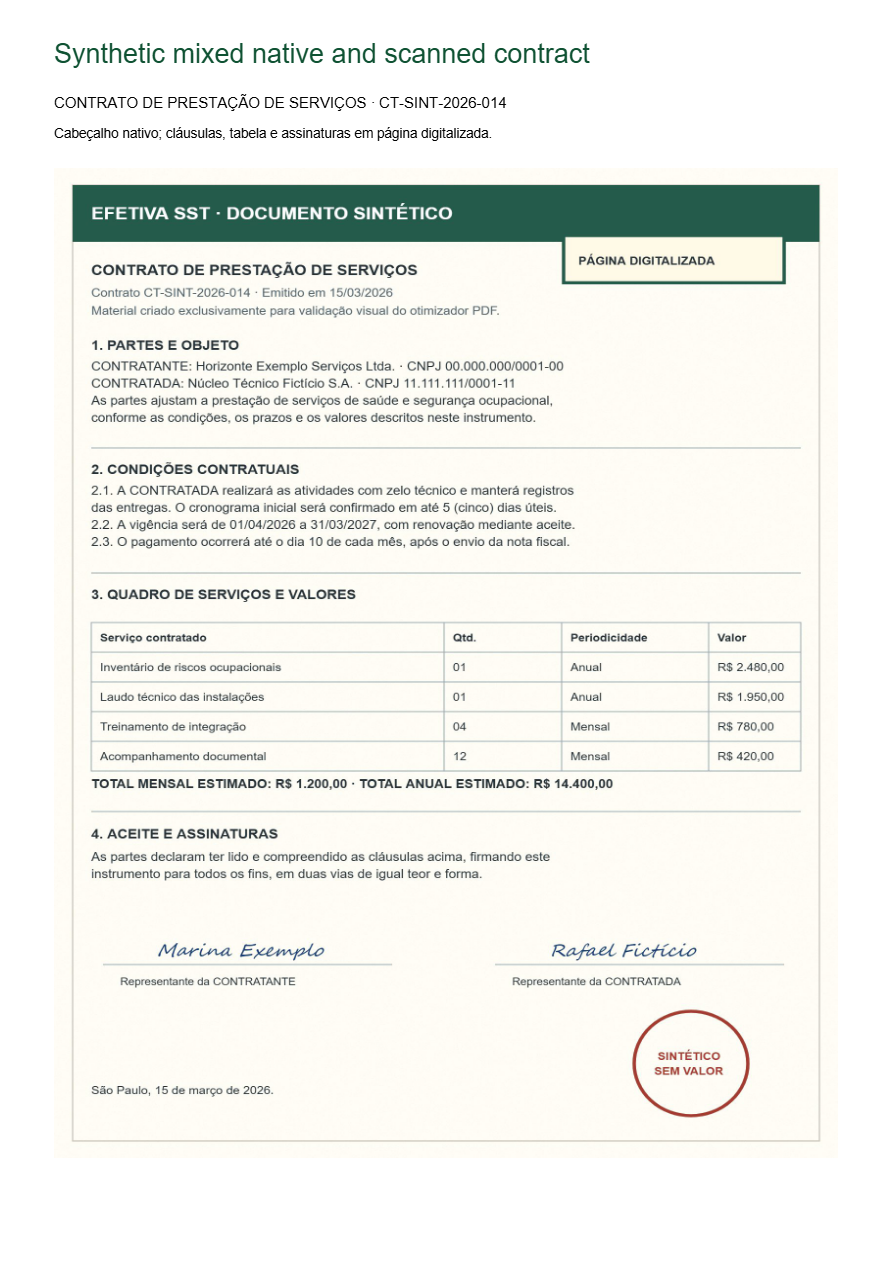 Synthetic mixed native and scanned contract
CONTRATO DE PRESTAÇÃO DE SERVIÇOS · CT-SINT-2026-014
Cabeçalho nativo; cláusulas, tabela e assinaturas em página digitalizada.
EFETIVA SST · DOCUMENTO SINTÉTICO
PÁGINA DIGITALIZADA
CONTRATO DE PRESTAÇÃO DE SERVIÇOS
Contrato CT-SINT-2026-014 · Emitido em 15/03/2026
Material criado exclusivamente para validação visual do otimizador PDF.
1. PARTES E OBJETO
CONTRATANTE: Horizonte Exemplo Serviços Ltda. · CNPJ 00.000.000/0001-00
CONTRATADA: Núcleo Técnico Fictício S.A. · CNPJ 11.111.111/0001-11
As partes ajustam a prestação de serviços de saúde e segurança ocupacional,
conforme as condições, os prazos e os valores descritos neste instrumento.
2. CONDIÇÕES CONTRATUAIS
2.1. A CONTRATADA realizará as atividades com zelo técnico e manterá registros
das entregas. O cronograma inicial será confirmado em até 5 (cinco) dias úteis.
2.2. A vigência será de 01/04/2026 a 31/03/2027, com renovação mediante aceite.
2.3. O pagamento ocorrerá até o dia 10 de cada mês, após o envio da nota fiscal.
3. QUADRO DE SERVIÇOS E VALORES
Serviço contratado Qtd. Periodicidade Valor
Inventário de riscos ocupacionais 01 Anual R$ 2.480,00
Laudo técnico das instalações 01 Anual R$ 1.950,00
Treinamento de integração 04 Mensal R$ 780,00
Acompanhamento documental 12 Mensal R$ 420,00
TOTAL MENSAL ESTIMADO: R$ 1.200,00 · TOTAL ANUAL ESTIMADO: R$ 14.400,00
4. ACEITE E ASSINATURAS
As partes declaram ter lido e compreendido as cláusulas acima, firmando este
instrumento para todos os fins, em duas vias de igual teor e forma.
Marina Exemplo Rafael Fictício
Representante da CONTRATANTE Representante da CONTRATADA
SINTÉTICO
SEM VALOR
São Paulo, 15 de março de 2026.